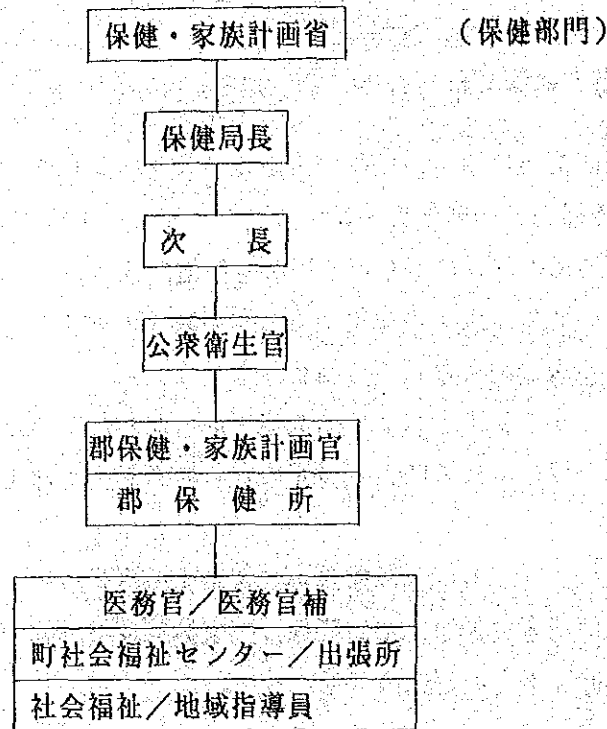 保健・家族計画省
(保健部門)
保健局長
次 長
公衆衛生官
郡保健・家族計画官
郡 保 健 所
医務官／医務官補
町社会福祉センター／出張所
社会福祉／地域指導員